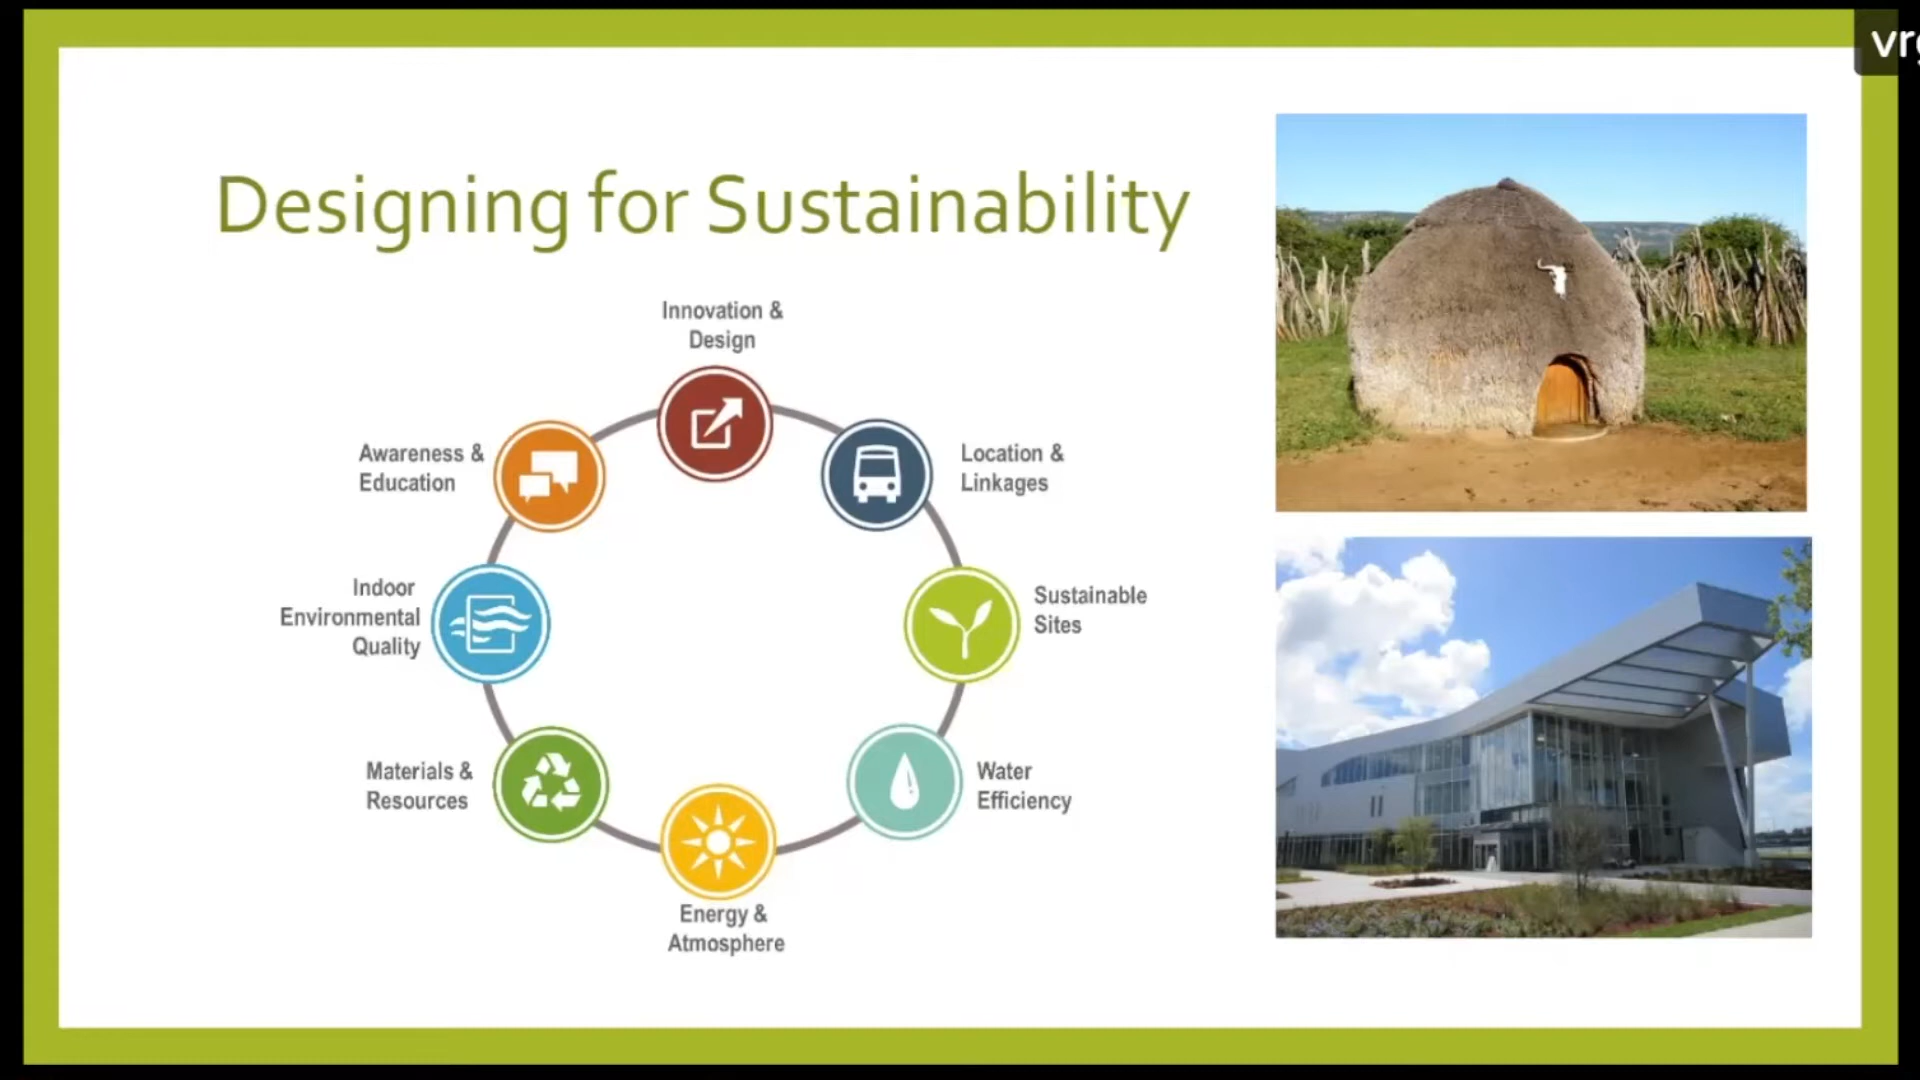 Designing for Sustainability
Innovation &
Design
Location &
Linkages
Sustainable
Sites
Water
Efficiency
Energy &
Atmosphere
Materials &
Resources
Indoor
Environmental
Quality
Awareness &
Education